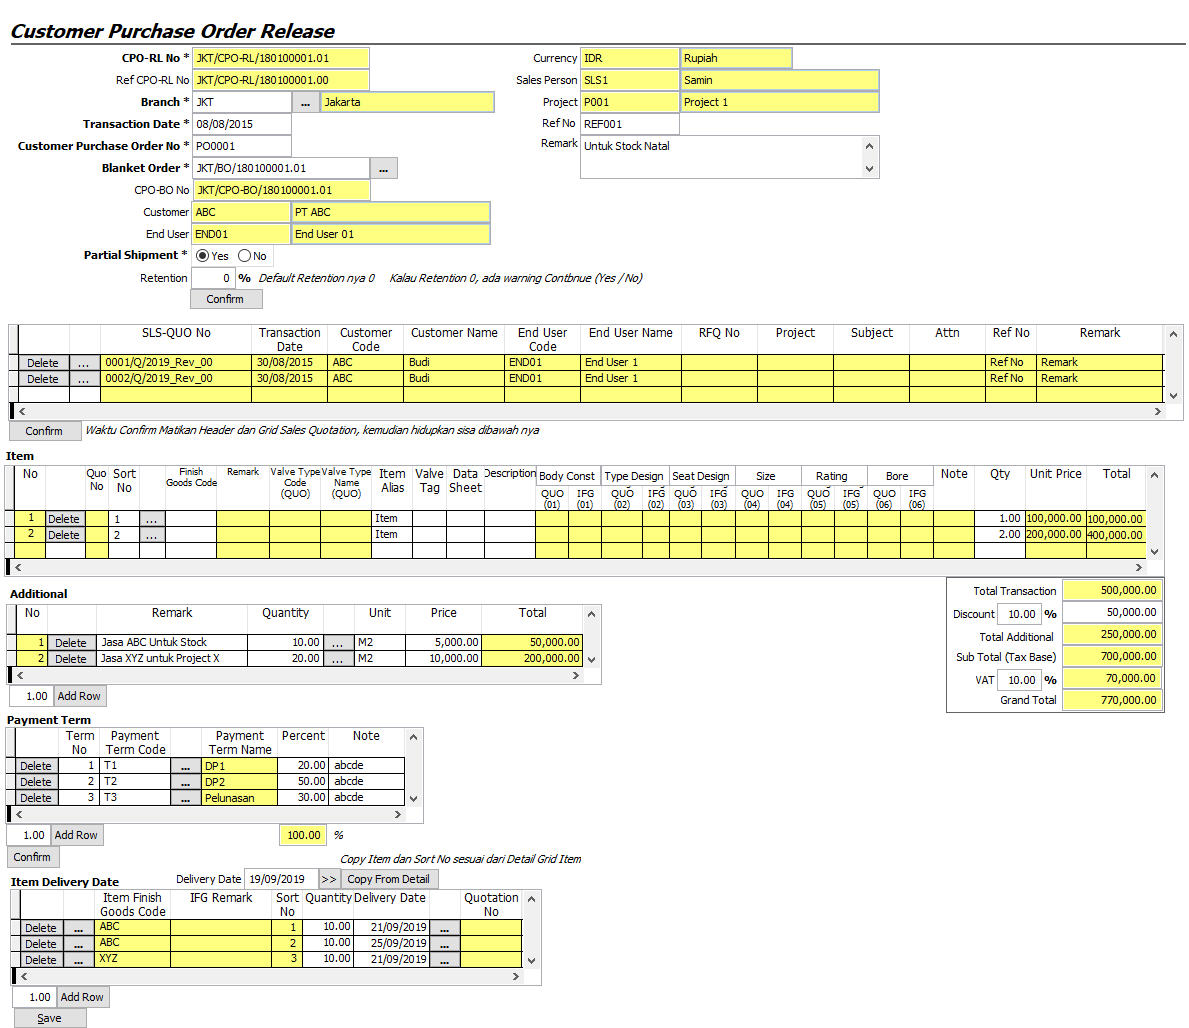 Customer Purchase Order Release
CPO-RL No * JKT/CPO-RL/180100001.01 Currency IDR Rupiah
Ref CPO-RL No JKT/CPO-RL/180100001.00 Sales Person SLS1 Samin
Branch * JKT ... Jakarta Project P001 Project 1
Transaction Date * 08/08/2015 Ref No REF001
Customer Purchase Order No * PO0001 Remark Untuk Stock Natal
Blanket Order * JKT/BO/180100001.01 ...
CPO-BO No JKT/CPO-BO/180100001.01
Customer ABC PT ABC
End User END01 End User 01
Partial Shipment * Yes No
Retention 0 % Default Retention nya 0 Kalau Retention 0, ada warning Contbnue (Yes / No)
Confirm
SLS-QUO No Transaction Date Customer Code Customer Name End User Code End User Name RFQ No Project Subject Attn Ref No Remark
Delete ... 0001/Q/2019_Rev_00 30/08/2015 ABC Budi END01 End User 1 Ref No Remark
Delete ... 0002/Q/2019_Rev_00 30/08/2015 ABC Budi END01 End User 1 Ref No Remark
Confirm Waktu Confirm Matikan Header dan Grid Sales Quotation, kemudian hidupkan sisa dibawah nya
Item
No Quo No Sort No Finish Goods Code Remark Valve Type Code (QUO) Valve Type Name (QUO) Item Alias Valve Tag Data Sheet Description Body Const Type Design Seat Design Size Rating Bore Note Qty Unit Price Total
QUO (01) IFG (01) QUO (02) IFG (02) QUO (03) IFG (03) QUO (04) IFG (04) QUO (05) IFG (05) QUO (06) IFG (06)
1 Delete 1 ... Item 1.00 100,000.00 100,000.00
2 Delete 2 ... Item 2.00 200,000.00 400,000.00
Additional
No Remark Quantity Unit Price Total
1 Delete Jasa ABC Untuk Stock 10.00 ... M2 5,000.00 50,000.00
2 Delete Jasa XYZ untuk Project X 20.00 ... M2 10,000.00 200,000.00
1.00 Add Row
Total Transaction 500,000.00
Discount 10.00 % 50,000.00
Total Additional 250,000.00
Sub Total (Tax Base) 700,000.00
VAT 10.00 % 70,000.00
Grand Total 770,000.00
Payment Term
Term No Payment Term Code Payment Term Name Percent Note
Delete 1 T1 ... DP1 20.00 abcde
Delete 2 T2 ... DP2 50.00 abcde
Delete 3 T3 ... Pelunasan 30.00 abcde
1.00 Add Row 100.00 %
Confirm
Copy Item dan Sort No sesuai dari Detail Grid Item
Item Delivery Date Delivery Date 19/09/2019 >> Copy From Detail
Item Finish Goods Code IFG Remark Sort No Quantity Delivery Date Quotation No
Delete ... ABC 1 10.00 21/09/2019 ...
Delete ... ABC 2 10.00 25/09/2019 ...
Delete ... XYZ 3 10.00 21/09/2019 ...
1.00 Add Row
Save